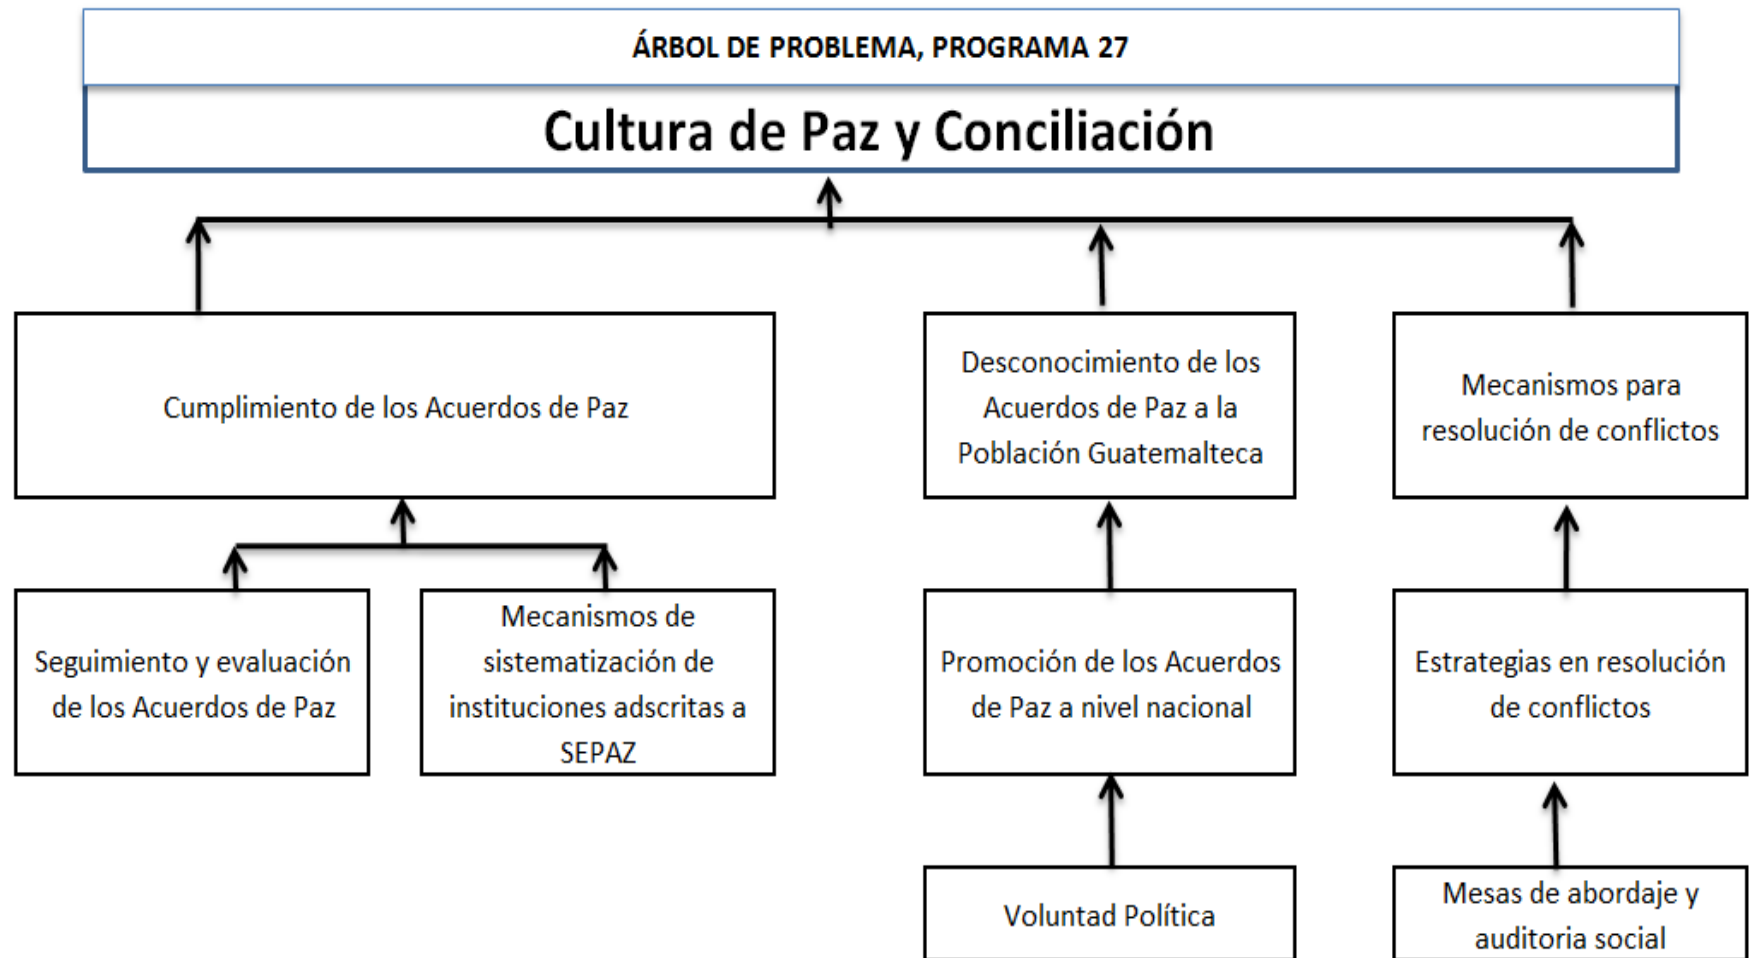 ÁRBOL DE PROBLEMA, PROGRAMA 27
Cultura de Paz y Conciliación
Cumplimiento de los Acuerdos de Paz
Desconocimiento de los
Acuerdos de Paz a la
Población Guatemalteca
Mecanismos para
resolución de conflictos
Seguimiento y evaluación
de los Acuerdos de Paz
Mecanismos de
sistematización de
instituciones adscritas a
SEPAZ
Promoción de los Acuerdos
de Paz a nivel nacional
Estrategias en resolución
de conflictos
Voluntad Política
Mesas de abordaje y
auditoria social